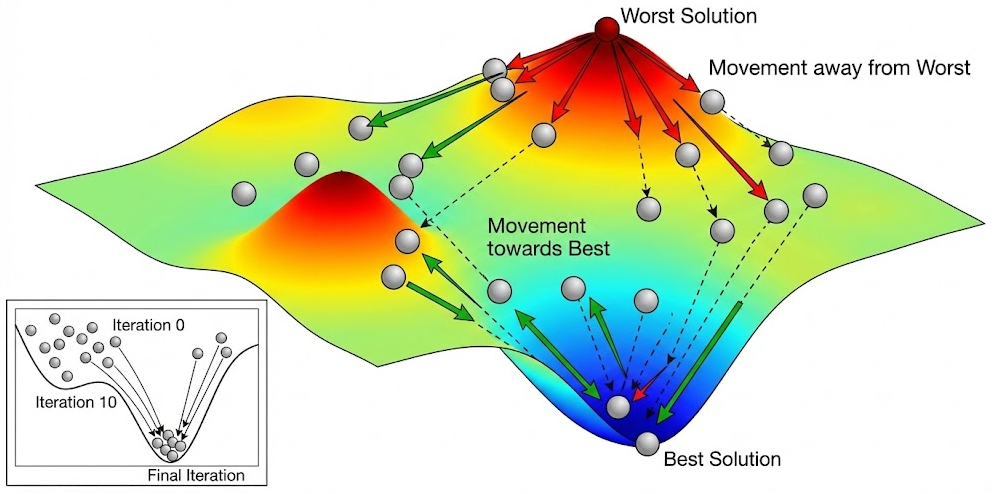 Worst Solution
Movement away from Worst
Movement
towards Best
Iteration 0
Iteration 10
Final Iteration
Best Solution